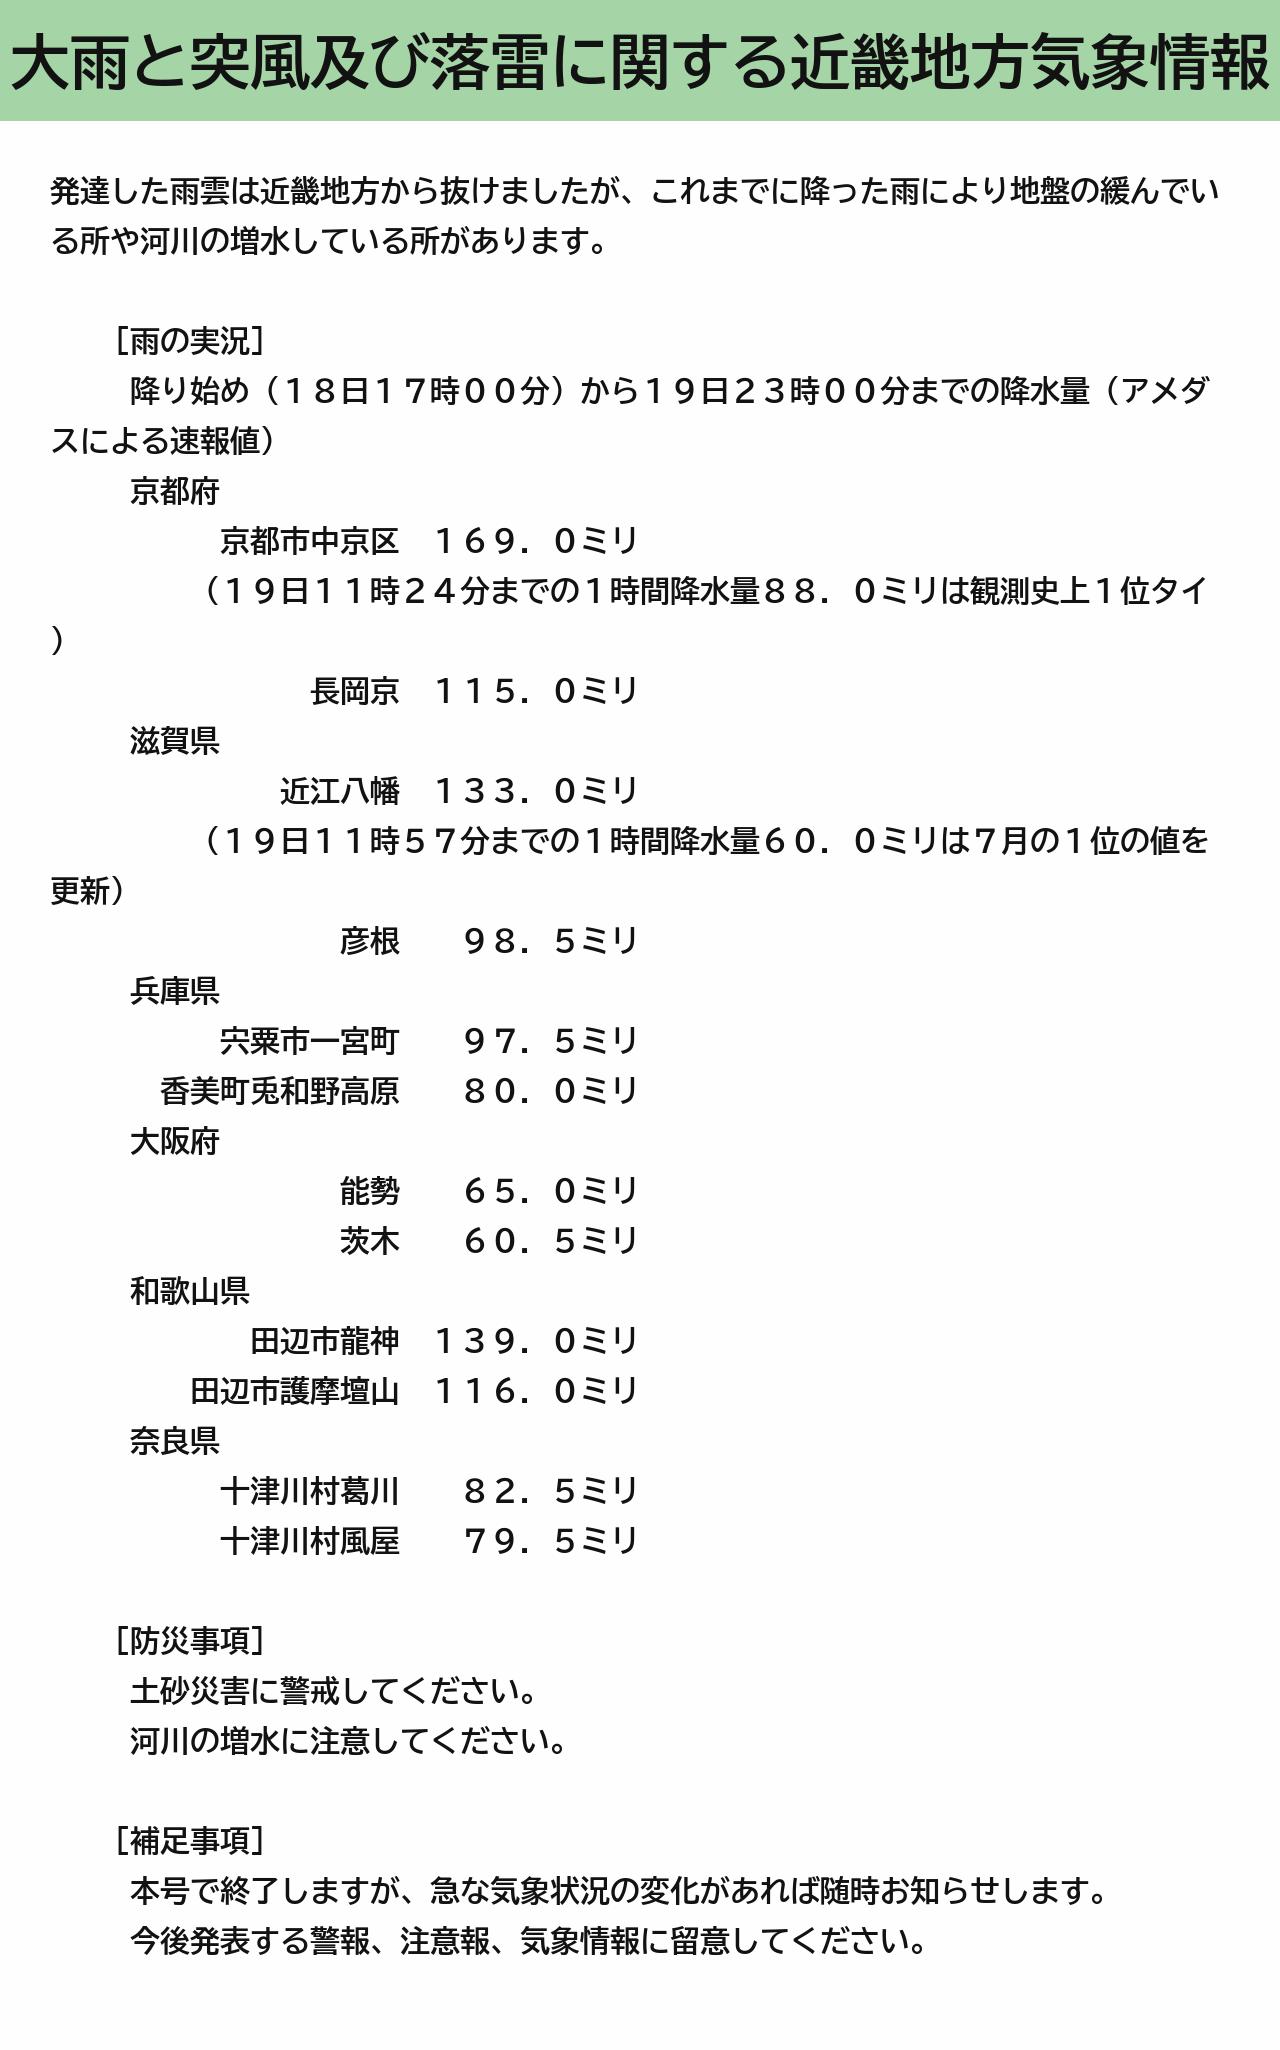 大雨と突風及び落雷に関する近畿地方気象情報
発達した雨雲は近畿地方から抜けましたが、これまでに降った雨により地盤の緩んでい
る所や河川の増水している所があります。
［雨の実況］
降り始め（１８日１７時００分）から１９日２３時００分までの降水量（アメダ
スによる速報値）
京都府
京都市中京区　１６９．０ミリ
（１９日１１時２４分までの１時間降水量８８．０ミリは観測史上１位タイ
）
長岡京　１１５．０ミリ
滋賀県
近江八幡　１３３．０ミリ
（１９日１１時５７分までの１時間降水量６０．０ミリは７月の１位の値を
更新）
彦根　　９８．５ミリ
兵庫県
宍粟市一宮町　　９７．５ミリ
香美町兎和野高原　　８０．０ミリ
大阪府
能勢　　６５．０ミリ
茨木　　６０．５ミリ
和歌山県
田辺市龍神　１３９．０ミリ
田辺市護摩壇山　１１６．０ミリ
奈良県
十津川村葛川　　８２．５ミリ
十津川村風屋　　７９．５ミリ
［防災事項］
土砂災害に警戒してください。
河川の増水に注意してください。
［補足事項］
本号で終了しますが、急な気象状況の変化があれば随時お知らせします。
今後発表する警報、注意報、気象情報に留意してください。